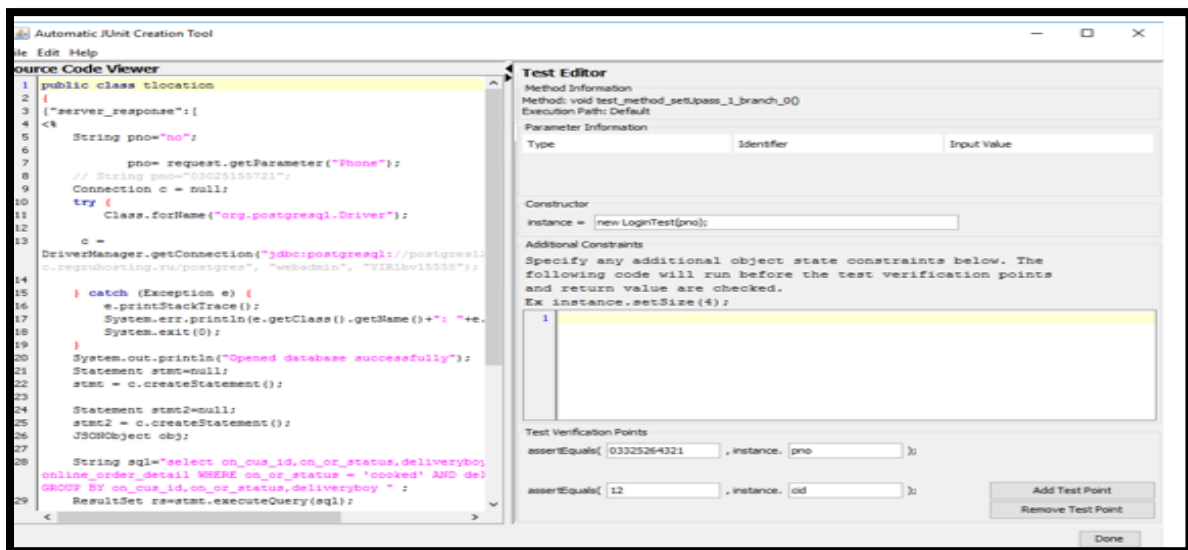 Automatic JUnit Creation Tool
ile Edit Help
ource Code Viewer
1 public class tlocation
2 {
3 {"server_response":[
4 <%
5 String pno="no";
6
7 pno= request.getParameter("Phone");
8 // String pno="03025155721";
9 Connection c = null;
10 try {
11 Class.forName("org.postgresql.Driver");
12
13 c =
DriverManager.getConnection("jdbc:postgresql://postgres12
c.regruhosting.ru/postgres", "webadmin",
14
15 } catch (Exception e) {
16 e.printStackTrace();
17 System.err.println(e.getClass().getName()+": "+e.
18 System.exit(0);
19 }
20 System.out.println("Opened database successfully");
21 Statement stmt=null;
22 stmt = c.createStatement();
23
24 Statement stmt2=null;
25 stmt2 = c.createStatement();
26 JSONObject obj;
27
28 String sql="select on_cus_id,on_or_status,deliveryboy
online_order_detail WHERE on_or_status = 'cooked' AND del
GROUP BY on_cus_id,on_or_status,deliveryboy " ;
29 ResultSet rs=stmt.executeQuery(sql);
Test Editor
Method Information
Method: void test_method_setUpass_1_branch_0()
Execution Path: Default
Parameter Information
Type Identifier Input Value
Constructor
instance = new LoginTest(pno);
Additional Constraints
Specify any additional object state constraints below. The
following code will run before the test verification points
and return value are checked.
Ex instance.setSize(4);
1
Test Verification Points
assertEquals( 03325264321 , instance. pno );
assertEquals( 12 , instance. cid );
Add Test Point
Remove Test Point
Done